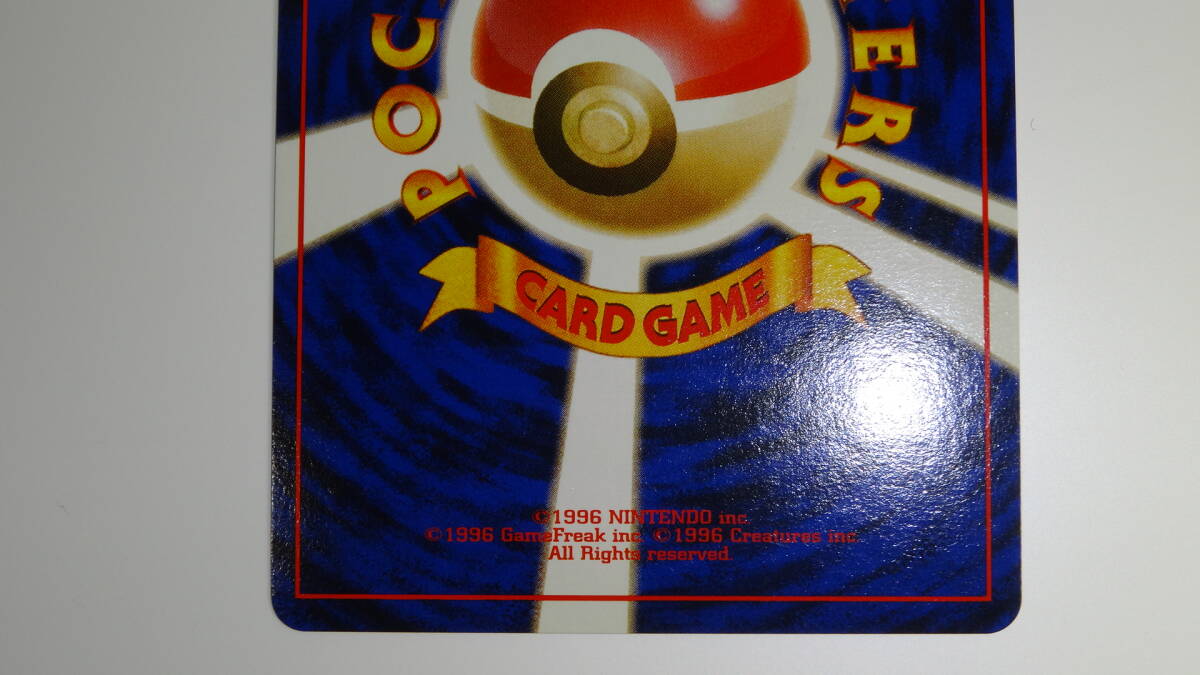 POC
ERS
CARD GAME
©1996 NINTENDO inc.
©1996 GameFreak inc. ©1996 Creatures inc.
All Rights reserved.